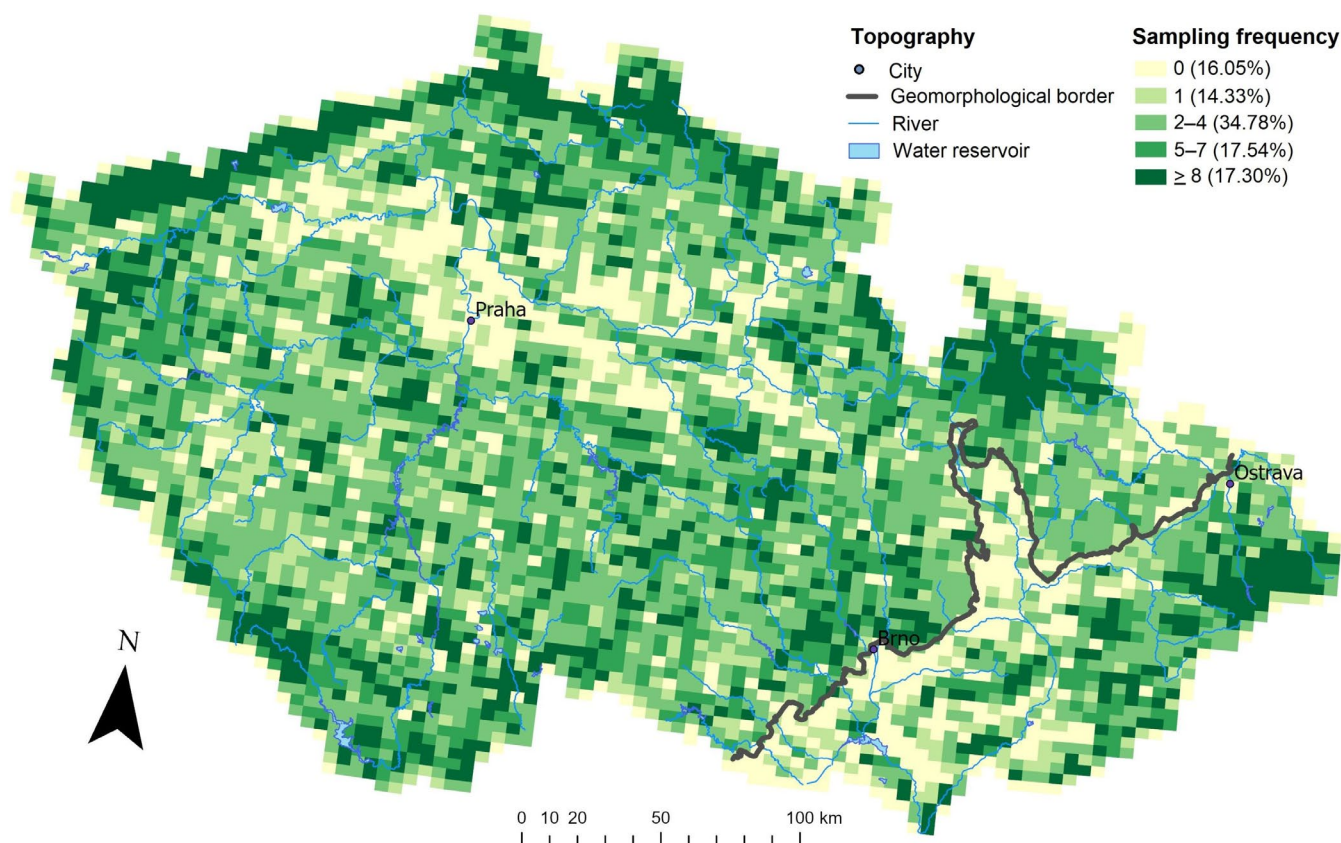 Topography
City
Geomorphological border
River
Water reservoir
Sampling frequency
0 (16.05%)
1 (14.33%)
2–4 (34.78%)
5–7 (17.54%)
≥ 8 (17.30%)
Praha
Ostrava
Brno
N
0 10 20 50 100 km